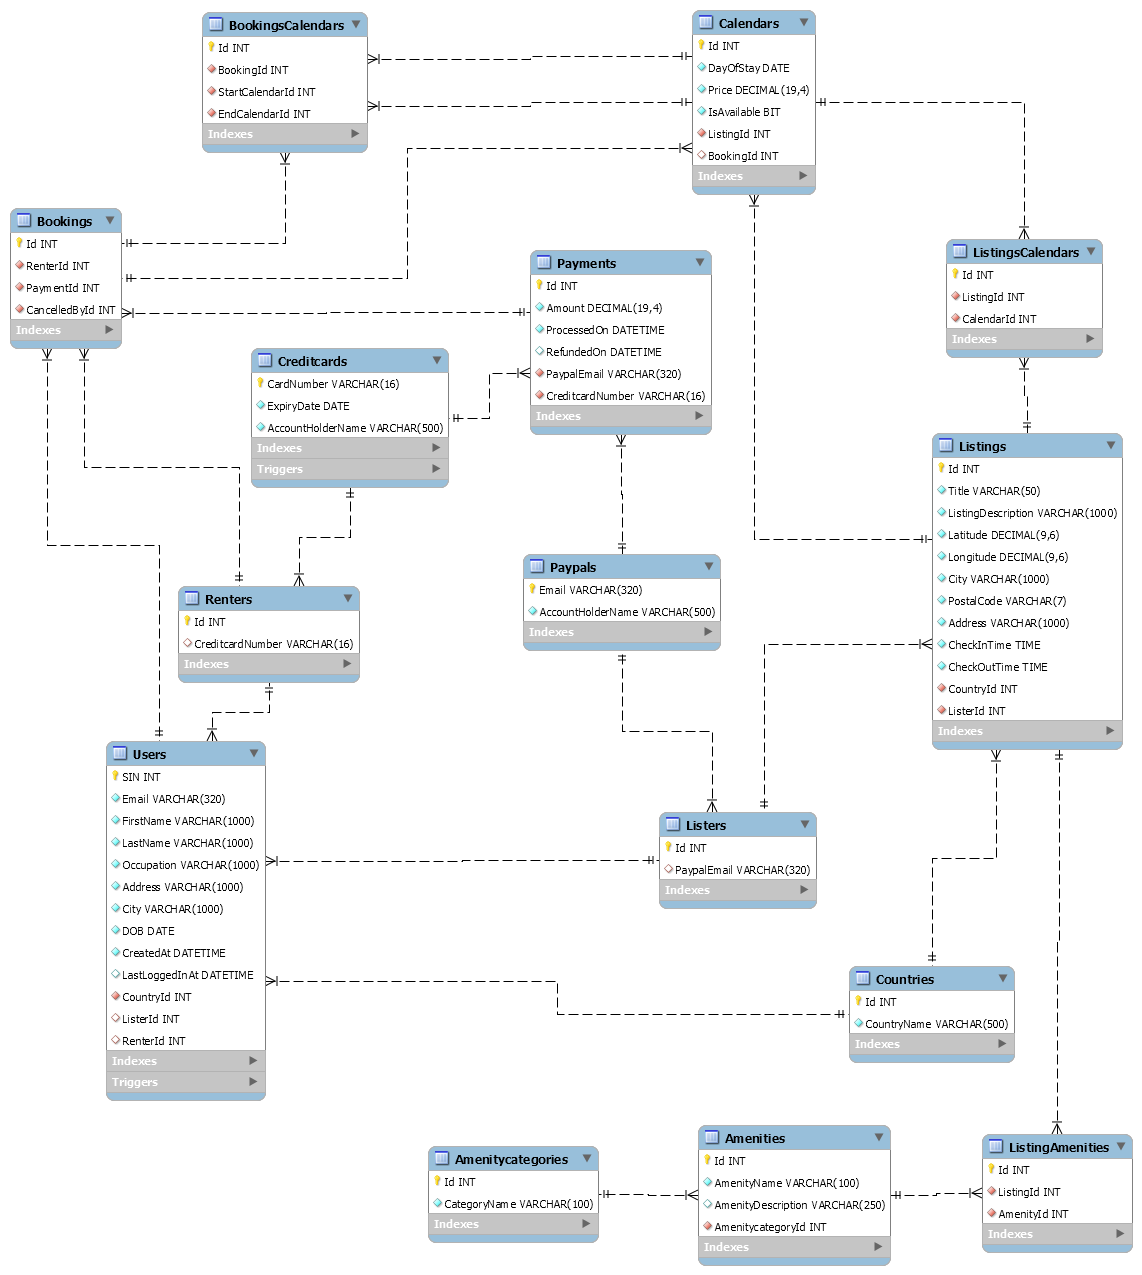 BookingsCalendars
Id INT
BookingId INT
StartCalendarId INT
EndCalendarId INT
Indexes
Calendars
Id INT
DayOfStay DATE
Price DECIMAL(19,4)
IsAvailable BIT
ListingId INT
BookingId INT
Indexes
Bookings
Id INT
RenterId INT
PaymentId INT
CancelledById INT
Indexes
Payments
Id INT
Amount DECIMAL(19,4)
ProcessedOn DATETIME
RefundedOn DATETIME
PaypalEmail VARCHAR(320)
CreditcardNumber VARCHAR(16)
Indexes
ListingsCalendars
Id INT
ListingId INT
CalendarId INT
Indexes
Creditcards
CardNumber VARCHAR(16)
ExpiryDate DATE
AccountHolderName VARCHAR(500)
Indexes
Triggers
Listings
Id INT
Title VARCHAR(50)
ListingDescription VARCHAR(1000)
Latitude DECIMAL(9,6)
Longitude DECIMAL(9,6)
City VARCHAR(1000)
PostalCode VARCHAR(7)
Address VARCHAR(1000)
CheckInTime TIME
CheckOutTime TIME
CountryId INT
ListerId INT
Indexes
Paypals
Email VARCHAR(320)
AccountHolderName VARCHAR(500)
Indexes
Renters
Id INT
CreditcardNumber VARCHAR(16)
Indexes
Users
SIN INT
Email VARCHAR(320)
FirstName VARCHAR(1000)
LastName VARCHAR(1000)
Occupation VARCHAR(1000)
Address VARCHAR(1000)
City VARCHAR(1000)
DOB DATE
CreatedAt DATETIME
LastLoggedInAt DATETIME
CountryId INT
ListerId INT
RenterId INT
Indexes
Triggers
Listers
Id INT
PaypalEmail VARCHAR(320)
Indexes
Countries
Id INT
CountryName VARCHAR(500)
Indexes
Amenitycategories
Id INT
CategoryName VARCHAR(100)
Indexes
Amenities
Id INT
AmenityName VARCHAR(100)
AmenityDescription VARCHAR(250)
AmenitycategoryId INT
Indexes
ListingAmenities
Id INT
ListingId INT
AmenityId INT
Indexes